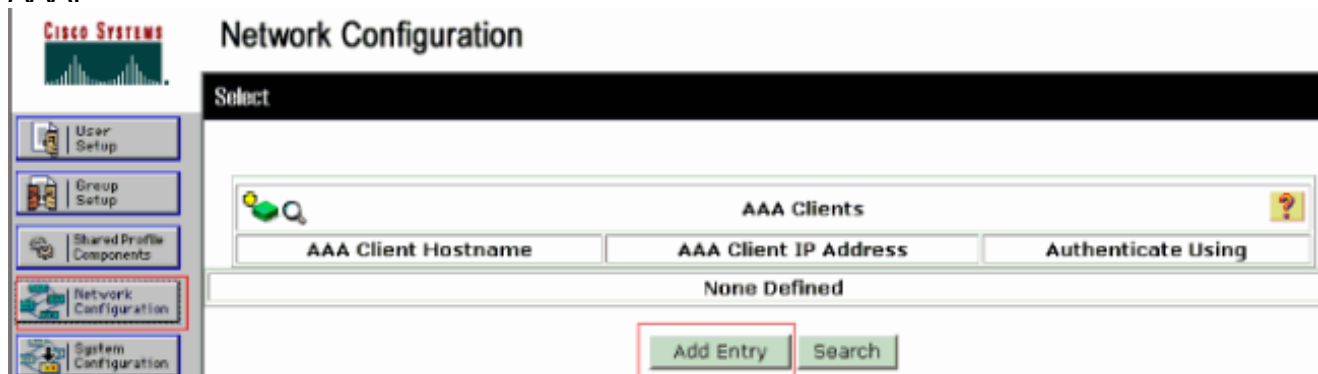 CISCO SYSTEMS
Network Configuration
Select
User
Setup
Group
Setup
Shared Profile
Components
Network
Configuration
System
Configuration
AAA Clients
?
AAA Client Hostname AAA Client IP Address Authenticate Using
None Defined
Add Entry Search